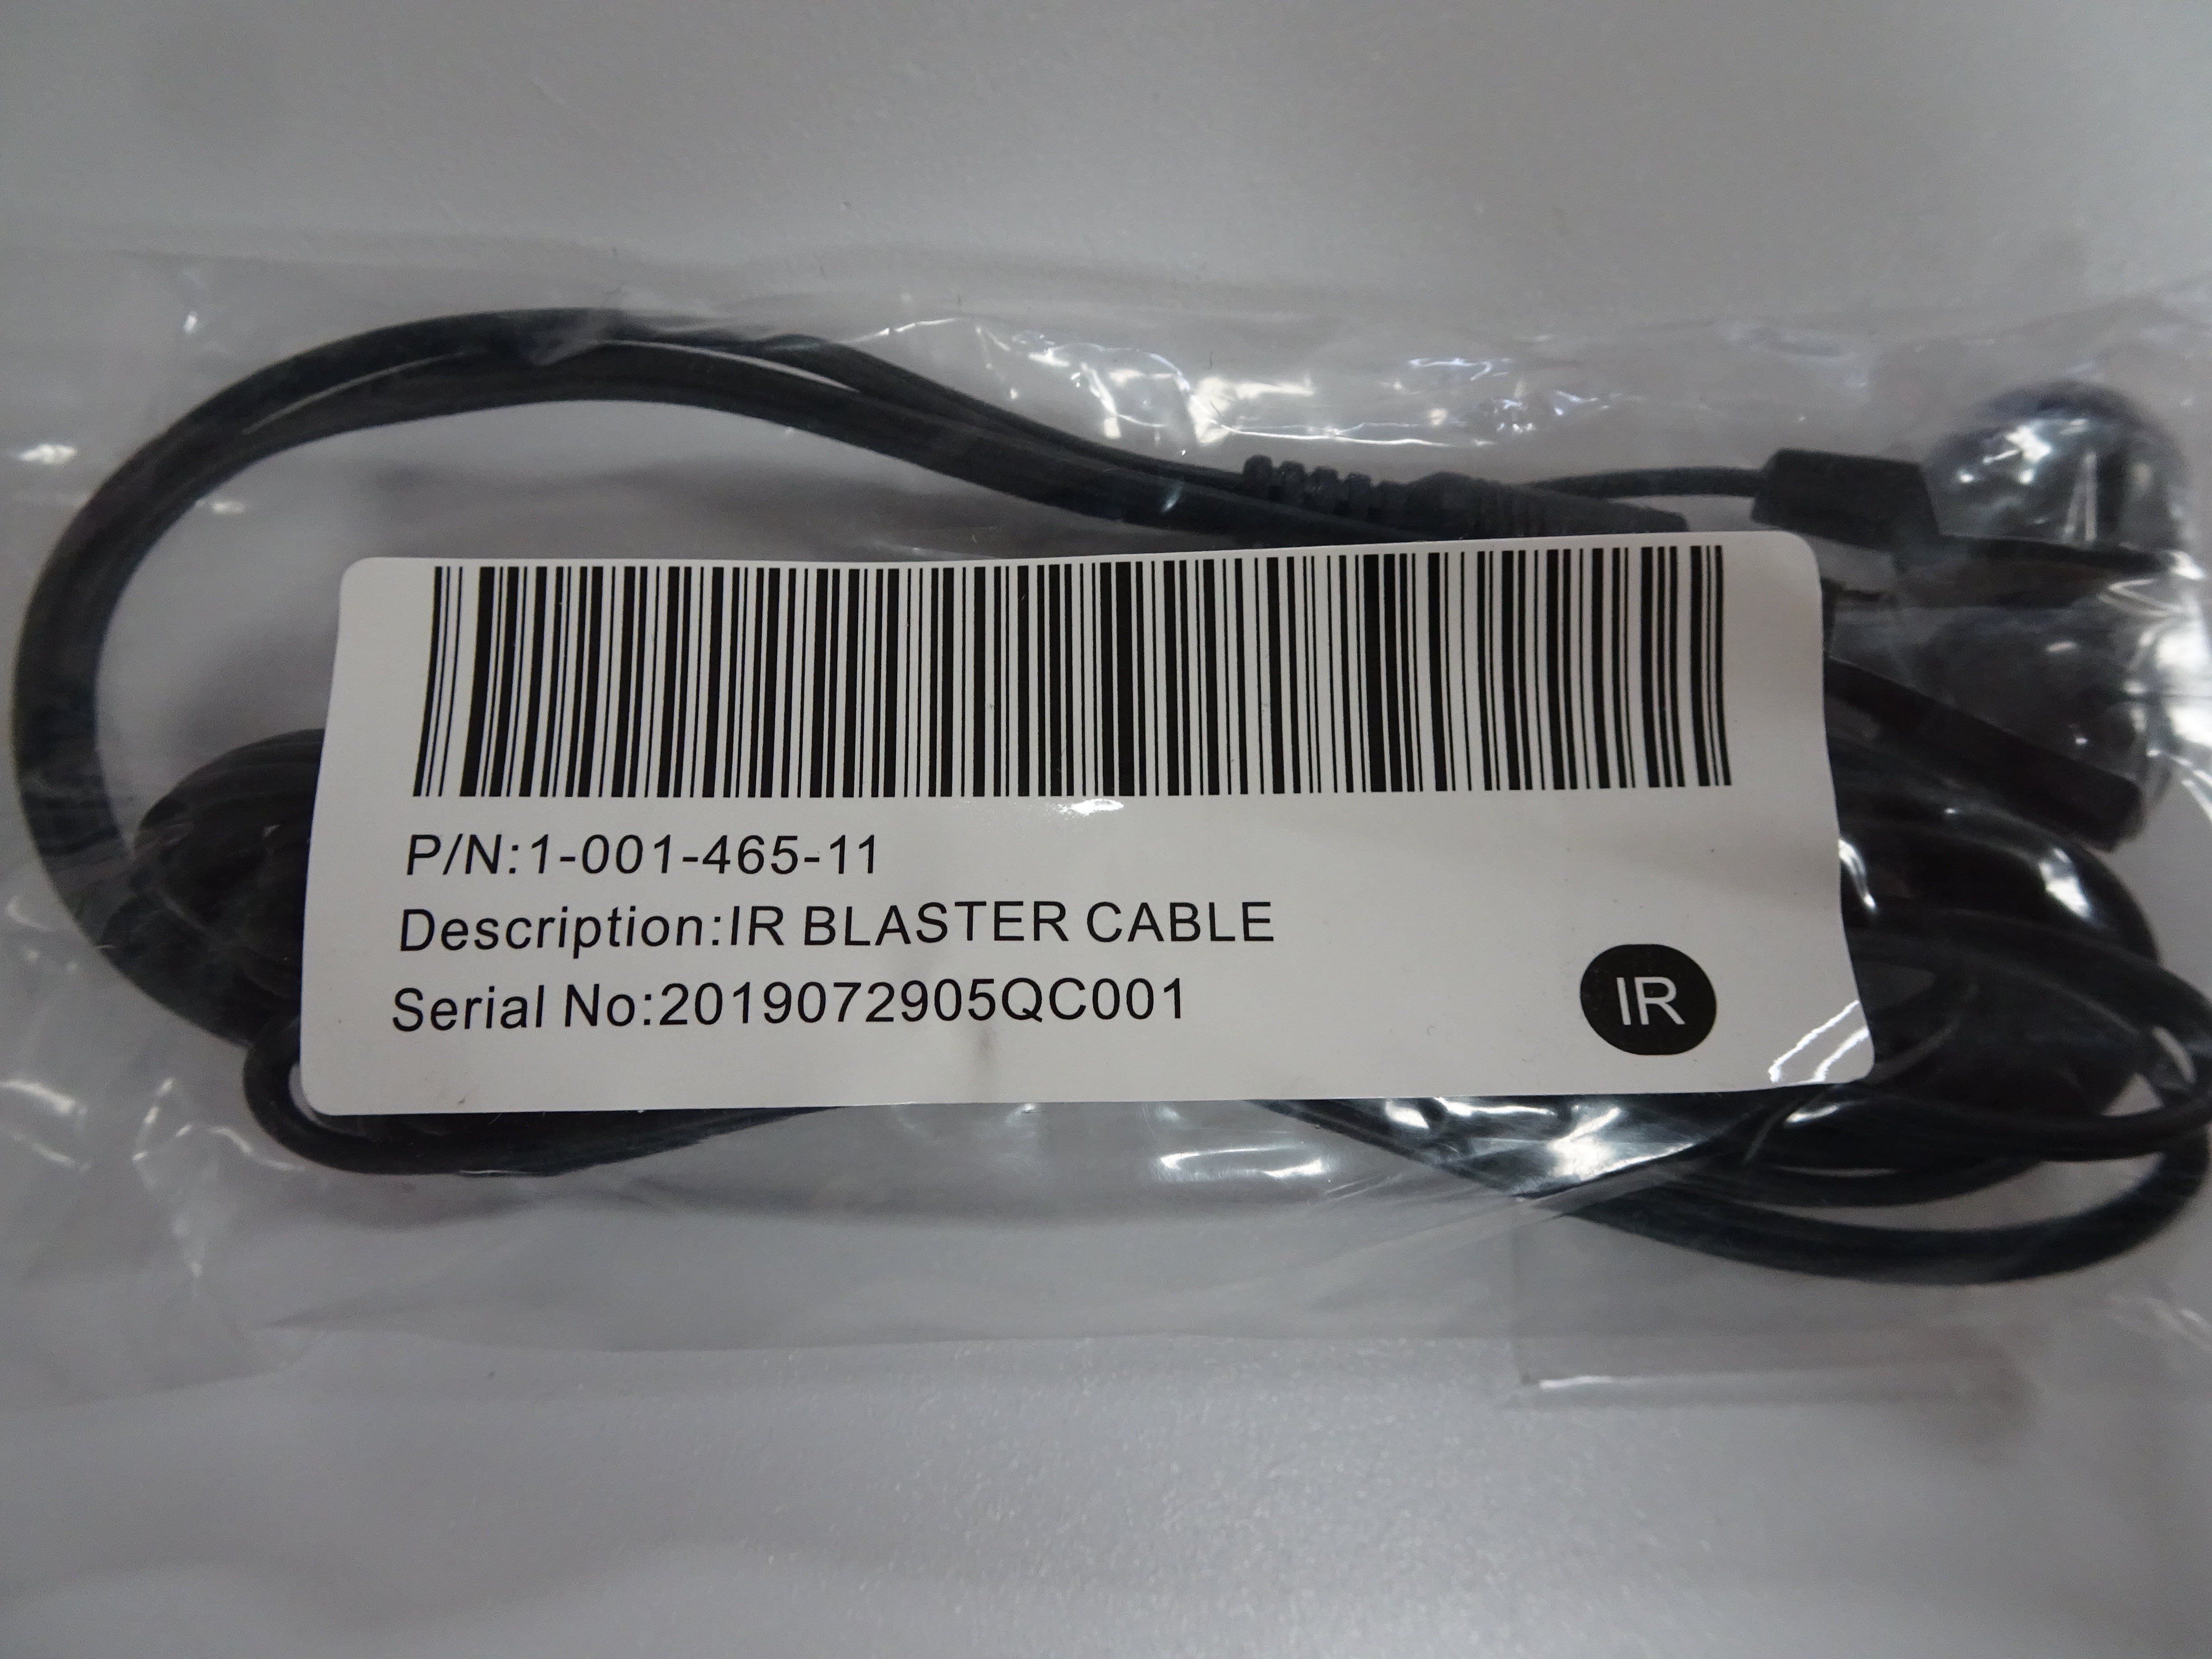 P/N:1-001-465-11
Description:IR BLASTER CABLE
Serial No:2019072905QC001
IR